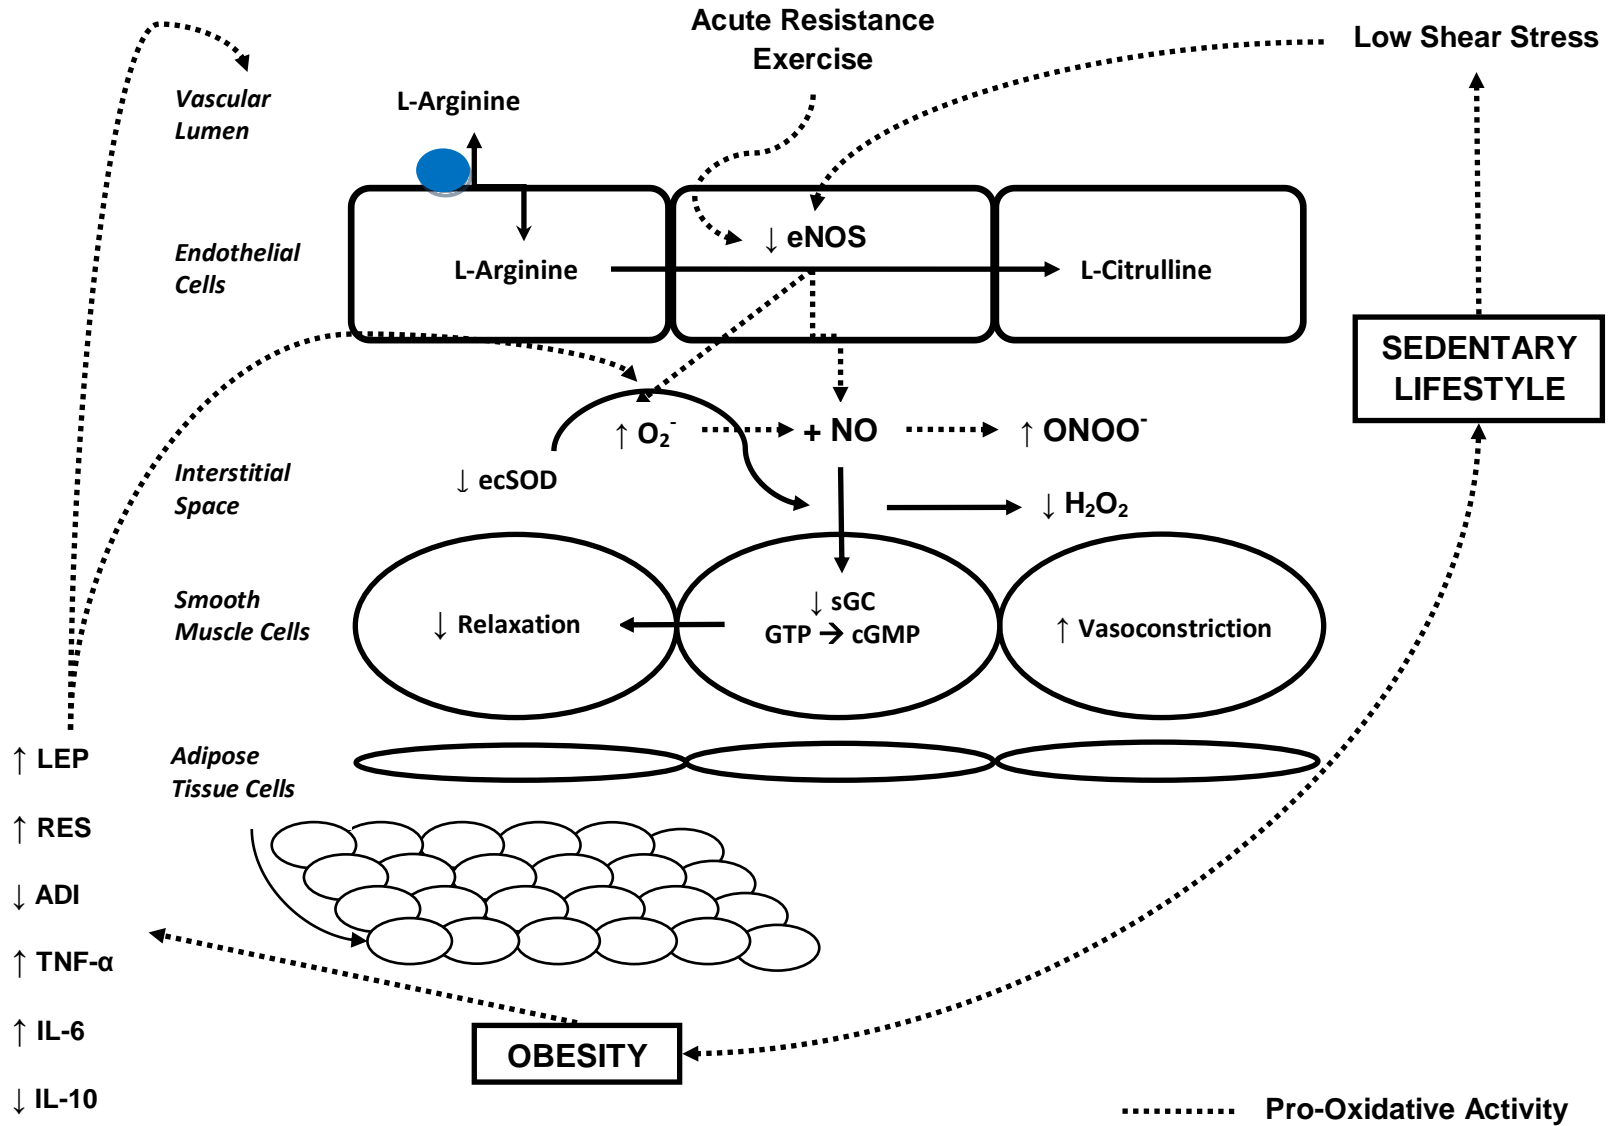 Acute Resistance
Exercise
Low Shear Stress
Vascular
Lumen
L-Arginine
Endothelial
Cells
↓ eNOS
L-Arginine
L-Citrulline
SEDENTARY
LIFESTYLE
↑ O₂⁻
+ NO
↑ ONOO⁻
Interstitial
Space
↓ ecSOD
↓ H₂O₂
Smooth
Muscle Cells
↓ Relaxation
↓ sGC
GTP → cGMP
↑ Vasoconstriction
Adipose
Tissue Cells
↑ LEP
↑ RES
↓ ADI
↑ TNF-α
↑ IL-6
↓ IL-10
OBESITY
Pro-Oxidative Activity